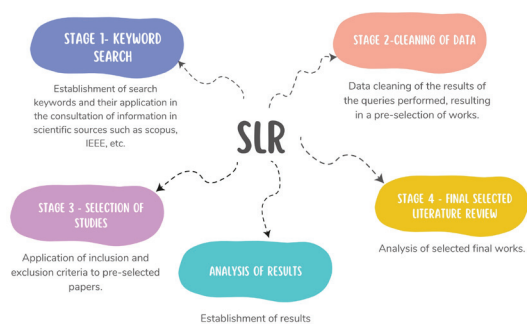 STAGE 1- KEYWORD
SEARCH
Establishment of search
keywords and their application in
the consultation of information in
scientific sources such as scopus,
IEEE, etc.
STAGE 2-CLEANING OF DATA
Data cleaning of the results of
the queries performed, resulting
in a pre-selection of works.
SLR
STAGE 3 - SELECTION OF
STUDIES
Application of inclusion and
exclusion criteria to pre-selected
papers.
STAGE 4 - FINAL SELECTED
LITERATURE REVIEW
Analysis of selected final works.
ANALYSIS OF RESULTS
Establishment of results